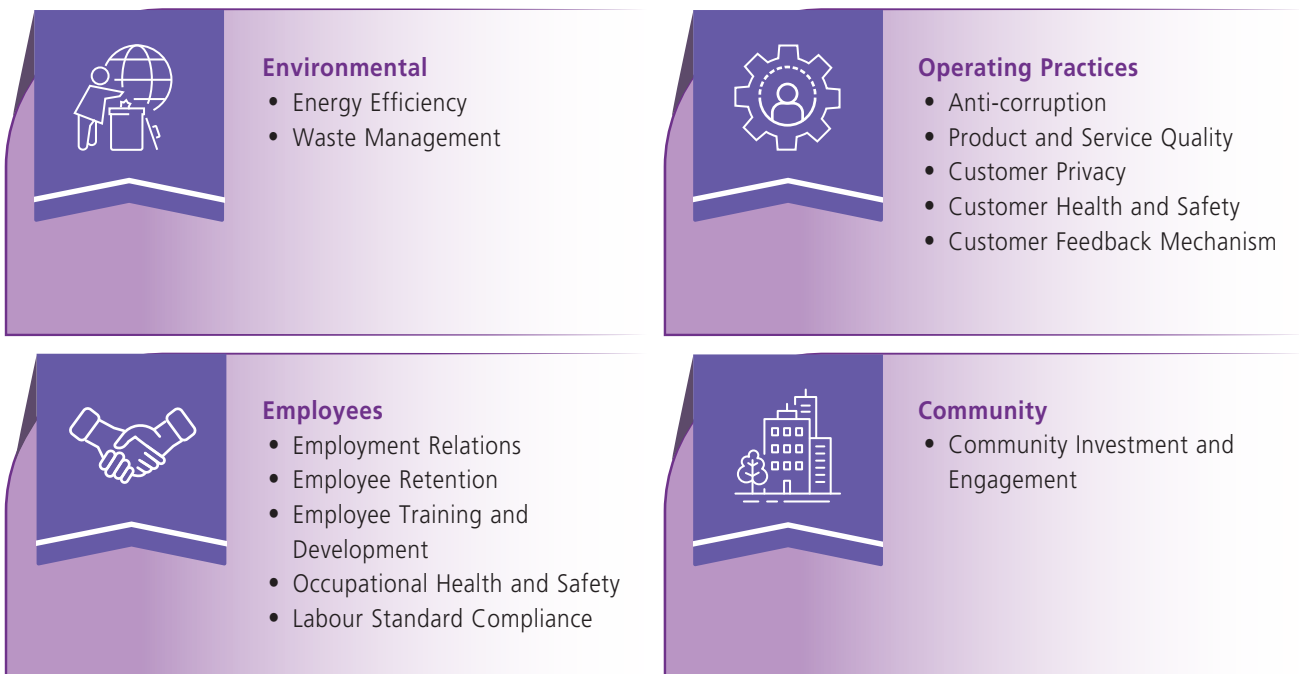 Environmental
• Energy Efficiency
• Waste Management
Operating Practices
• Anti-corruption
• Product and Service Quality
• Customer Privacy
• Customer Health and Safety
• Customer Feedback Mechanism
Employees
• Employment Relations
• Employee Retention
• Employee Training and
Development
• Occupational Health and Safety
• Labour Standard Compliance
Community
• Community Investment and
Engagement